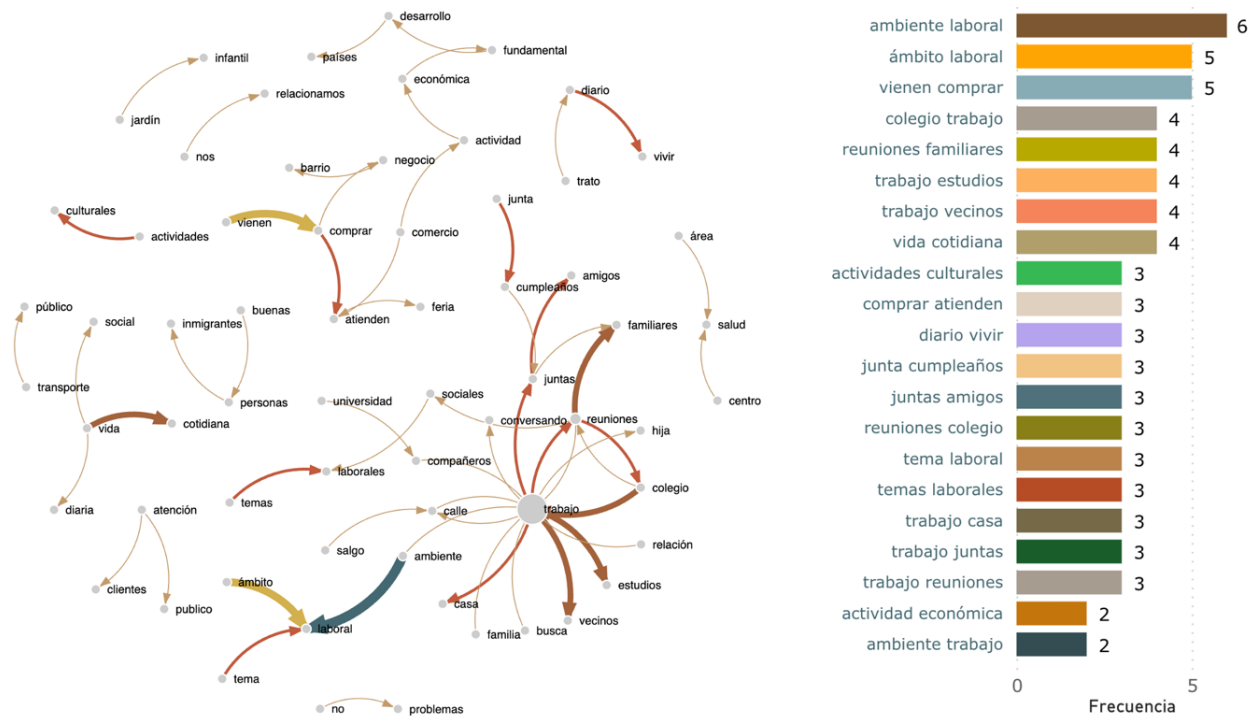 desarrollo
infantil
países
fundamental
económica
diario
relacionamos
jardín
actividad
nos
barrio
negocio
vivir
trato
culturales
junta
vienen
comprar
comercio
actividades
área
amigos
cumpleaños
público
social
inmigrantes
buenas
atienden
feria
familiares
salud
transporte
juntas
personas
universidad
sociales
centro
vida
cotidiana
conversando
reuniones
hija
compañeros
temas
laborales
colegio
diaria
atención
calle
trabajo
salgo
ambiente
relación
clientes
ámbito
estudios
publico
casa
laboral
familia
busca
vecinos
tema
no
problemas
ambiente laboral 6
ámbito laboral 5
vienen comprar 5
colegio trabajo 4
reuniones familiares 4
trabajo estudios 4
trabajo vecinos 4
vida cotidiana 4
actividades culturales 3
comprar atienden 3
diario vivir 3
junta cumpleaños 3
juntas amigos 3
reuniones colegio 3
tema laboral 3
temas laborales 3
trabajo casa 3
trabajo juntas 3
trabajo reuniones 3
actividad económica 2
ambiente trabajo 2
0 5
Frecuencia